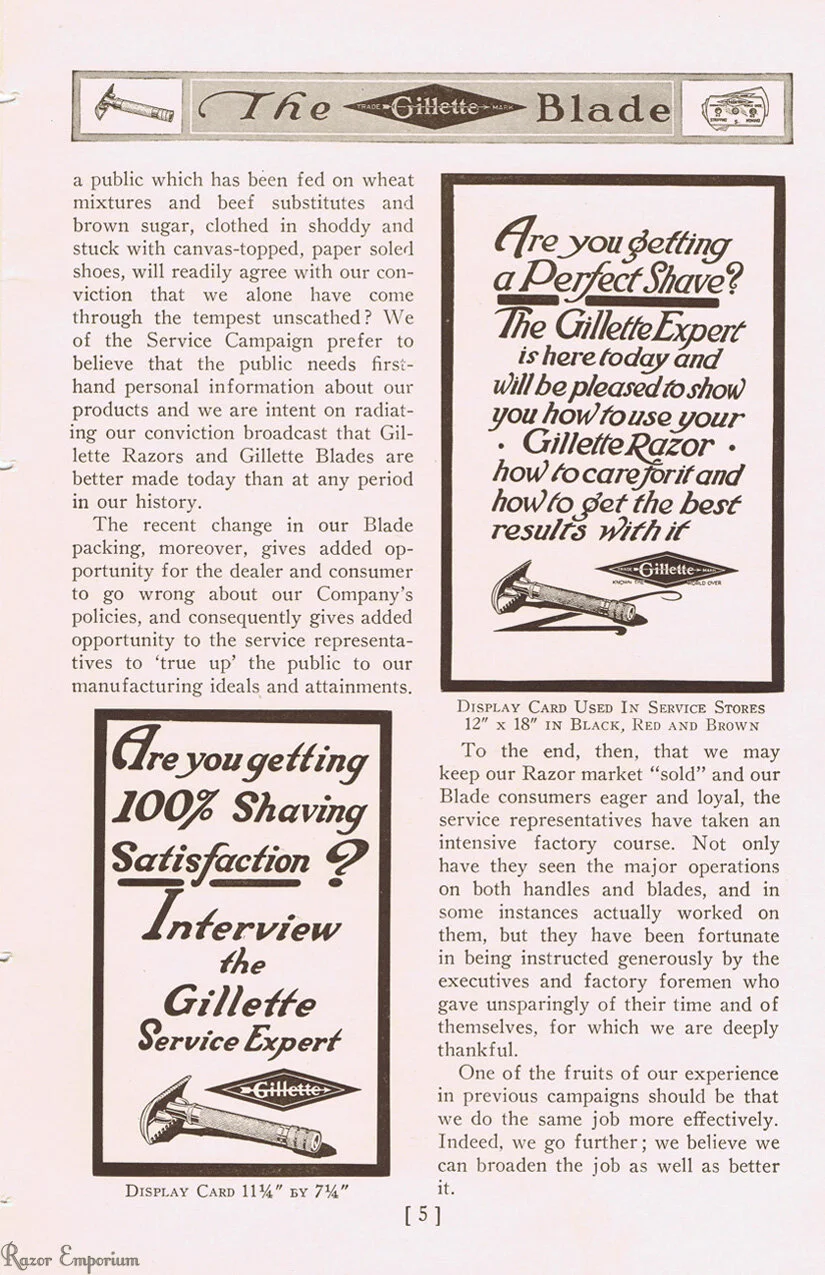 The TRADE Gillette MARK Blade
a public which has been fed on wheat
mixtures and beef substitutes and
brown sugar, clothed in shoddy and
stuck with canvas-topped, paper soled
shoes, will readily agree with our con-
viction that we alone have come
through the tempest unscathed? We
of the Service Campaign prefer to
believe that the public needs first-
hand personal information about our
products and we are intent on radiat-
ing our conviction broadcast that Gil-
lette Razors and Gillette Blades are
better made today than at any period
in our history.
The recent change in our Blade
packing, moreover, gives added op-
portunity for the dealer and consumer
to go wrong about our Company's
policies, and consequently gives added
opportunity to the service representa-
tives to 'true up' the public to our
manufacturing ideals and attainments.
Are you getting
100% Shaving
Satisfaction?
Interview
the
Gillette
Service Expert
Gillette
DISPLAY CARD 11¼" BY 7¼"
Are you getting
a Perfect Shave?
The Gillette Expert
is here today and
will be pleased to show
you how to use your
· Gillette Razor ·
how to care for it and
how to get the best
results with it
TRADE Gillette MARK
KNOWN THE WORLD OVER
DISPLAY CARD USED IN SERVICE STORES
12" x 18" IN BLACK, RED AND BROWN
To the end, then, that we may
keep our Razor market "sold" and our
Blade consumers eager and loyal, the
service representatives have taken an
intensive factory course. Not only
have they seen the major operations
on both handles and blades, and in
some instances actually worked on
them, but they have been fortunate
in being instructed generously by the
executives and factory foremen who
gave unsparingly of their time and of
themselves, for which we are deeply
thankful.
One of the fruits of our experience
in previous campaigns should be that
we do the same job more effectively.
Indeed, we go further; we believe we
can broaden the job as well as better
it.
[ 5 ]
Razor Emporium